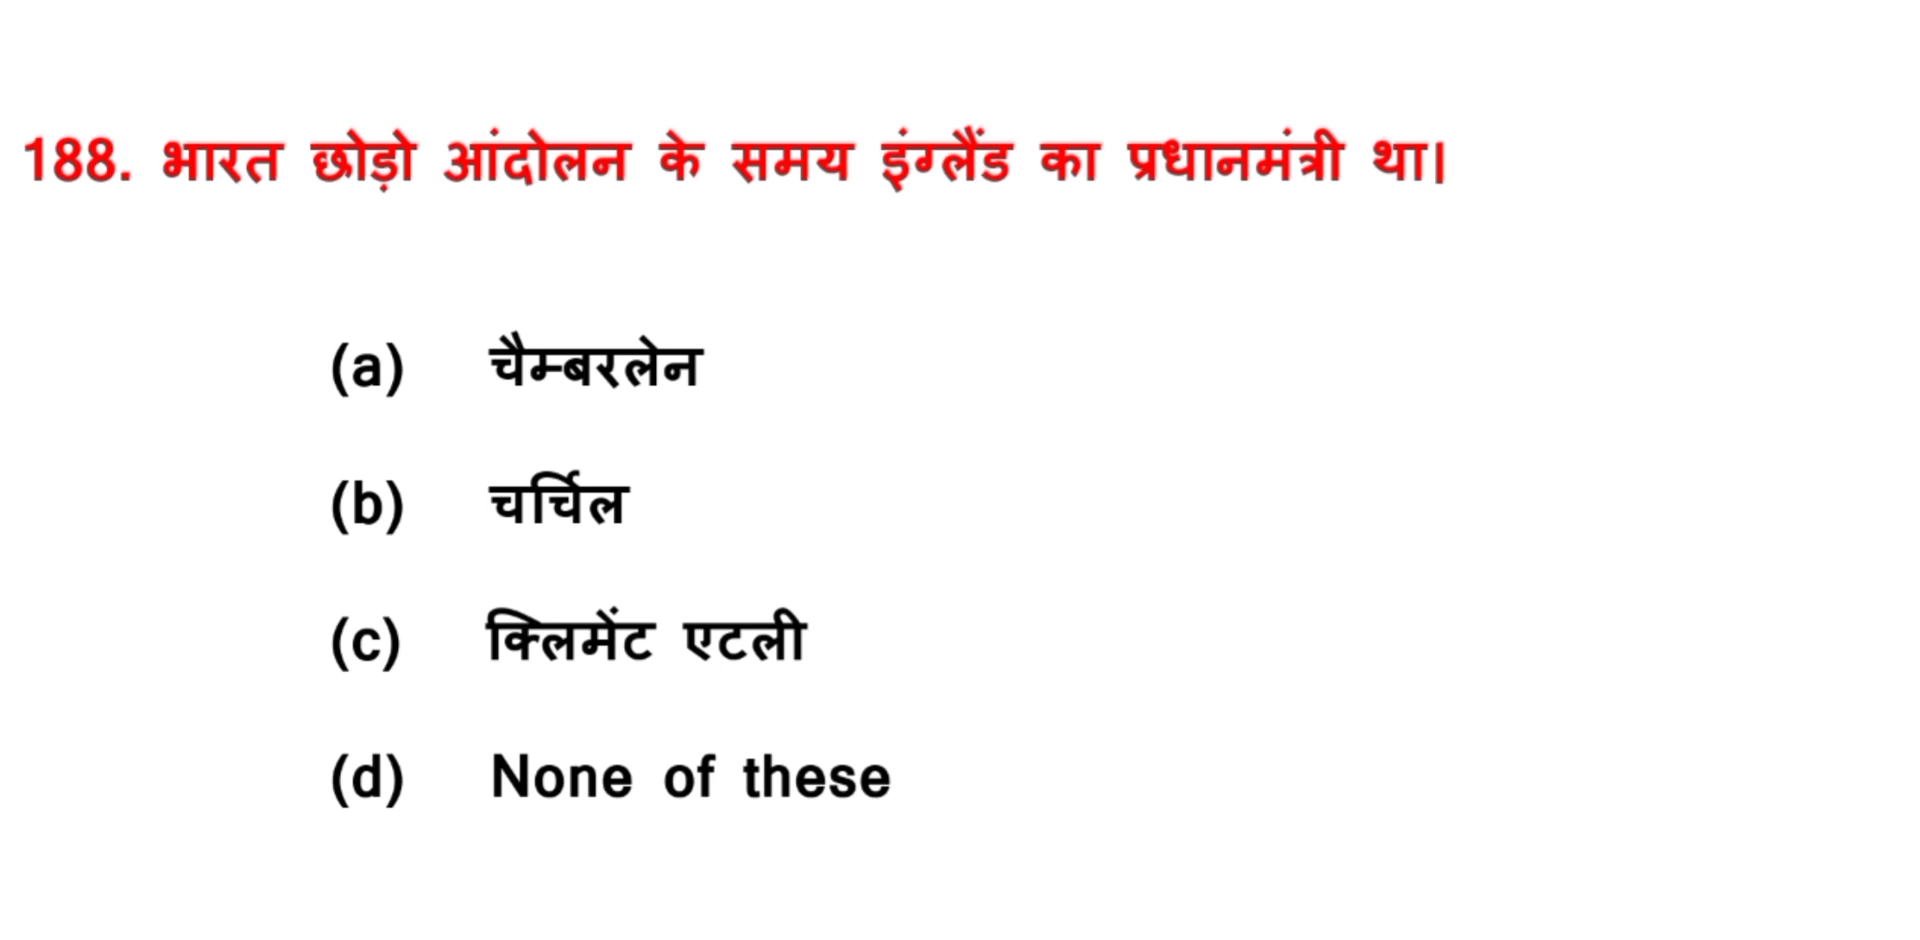 188. भारत छोड़ो आंदोलन के समय इंग्लैंड का प्रधानमंत्री था।
(a) चैम्बरलेन
(b) चर्चिल
(c) क्लिमेंट एटली
(d) None of these